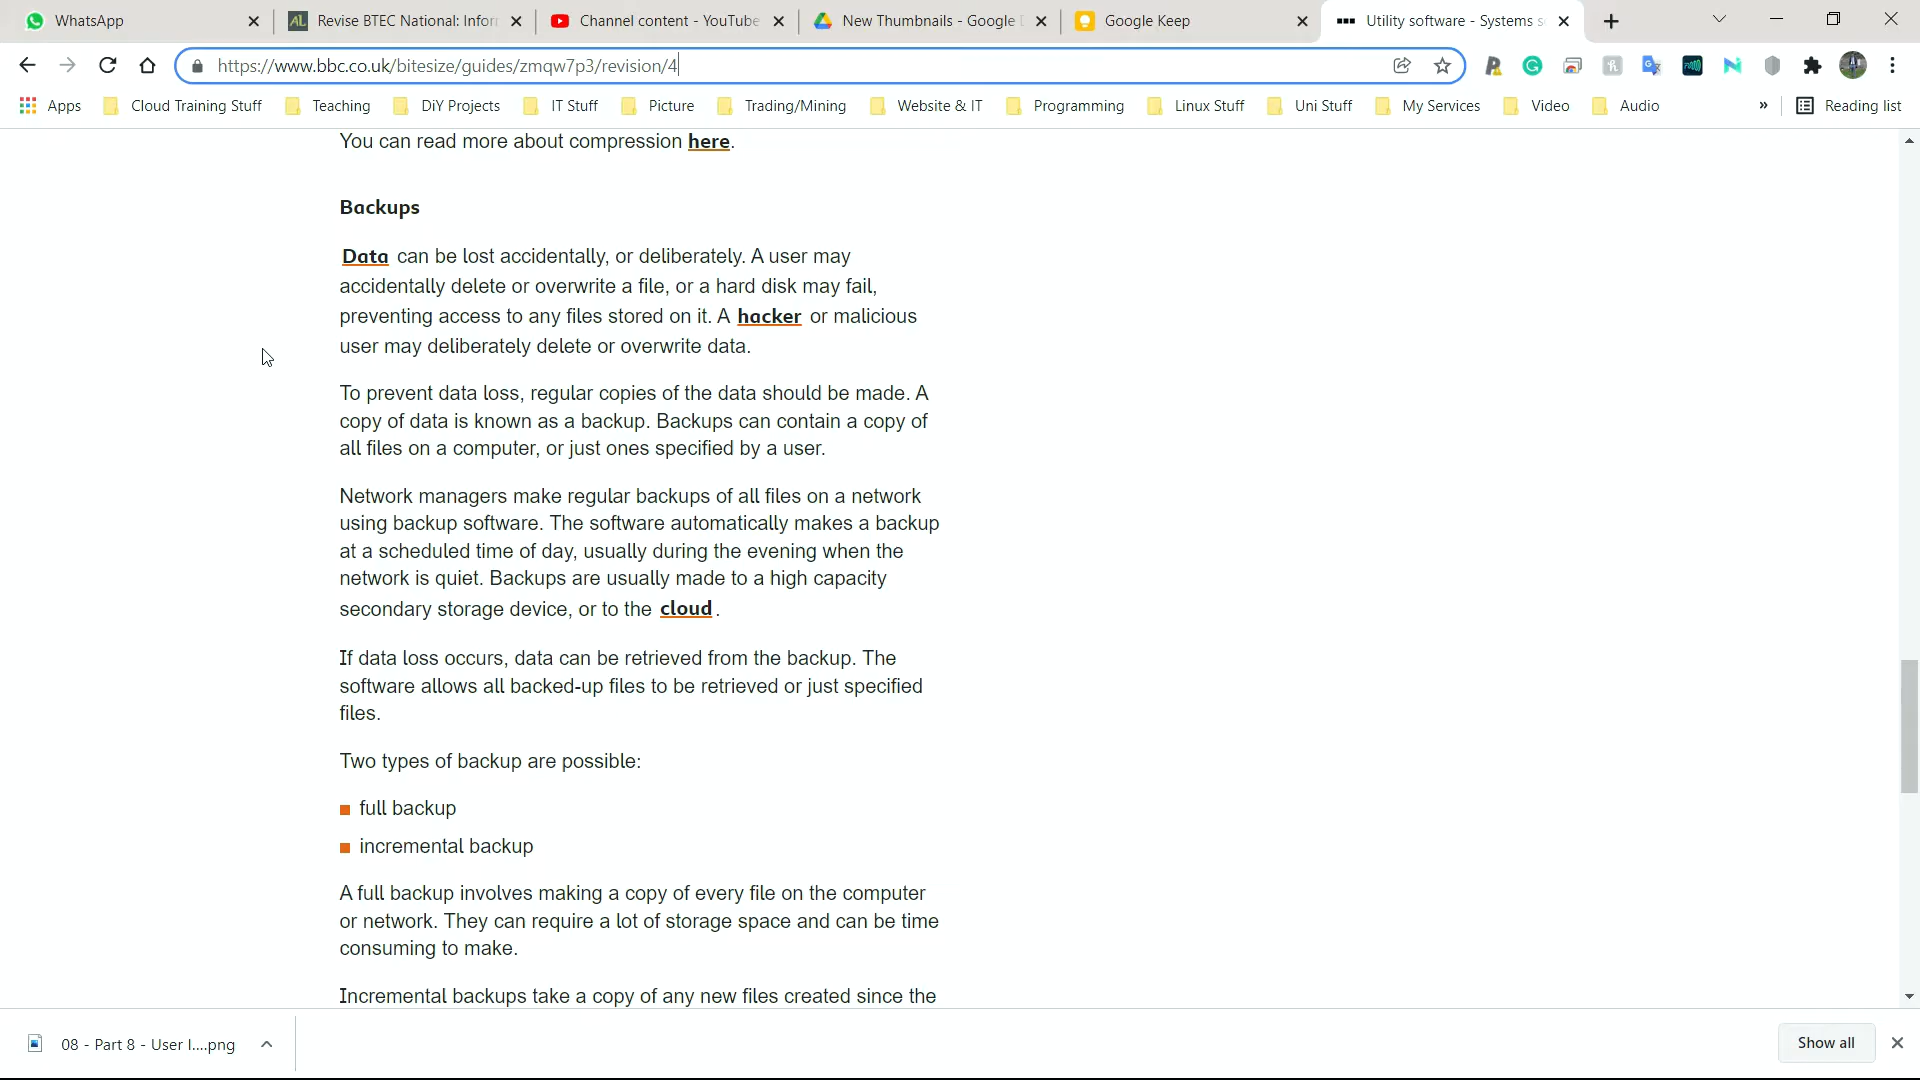 WhatsApp
Revise BTEC National: Infor
Channel content - YouTube
New Thumbnails - Google D
Google Keep
Utility software - Systems s
https://www.bbc.co.uk/bitesize/guides/zmqw7p3/revision/4
Apps
Cloud Training Stuff
Teaching
DiY Projects
IT Stuff
Picture
Trading/Mining
Website & IT
Programming
Linux Stuff
Uni Stuff
My Services
Video
Audio
»
Reading list
You can read more about compression here.
Backups
Data can be lost accidentally, or deliberately. A user may
accidentally delete or overwrite a file, or a hard disk may fail,
preventing access to any files stored on it. A hacker or malicious
user may deliberately delete or overwrite data.
To prevent data loss, regular copies of the data should be made. A
copy of data is known as a backup. Backups can contain a copy of
all files on a computer, or just ones specified by a user.
Network managers make regular backups of all files on a network
using backup software. The software automatically makes a backup
at a scheduled time of day, usually during the evening when the
network is quiet. Backups are usually made to a high capacity
secondary storage device, or to the cloud.
If data loss occurs, data can be retrieved from the backup. The
software allows all backed-up files to be retrieved or just specified
files.
Two types of backup are possible:
full backup
incremental backup
A full backup involves making a copy of every file on the computer
or network. They can require a lot of storage space and can be time
consuming to make.
Incremental backups take a copy of any new files created since the
08 - Part 8 - User I....png
Show all